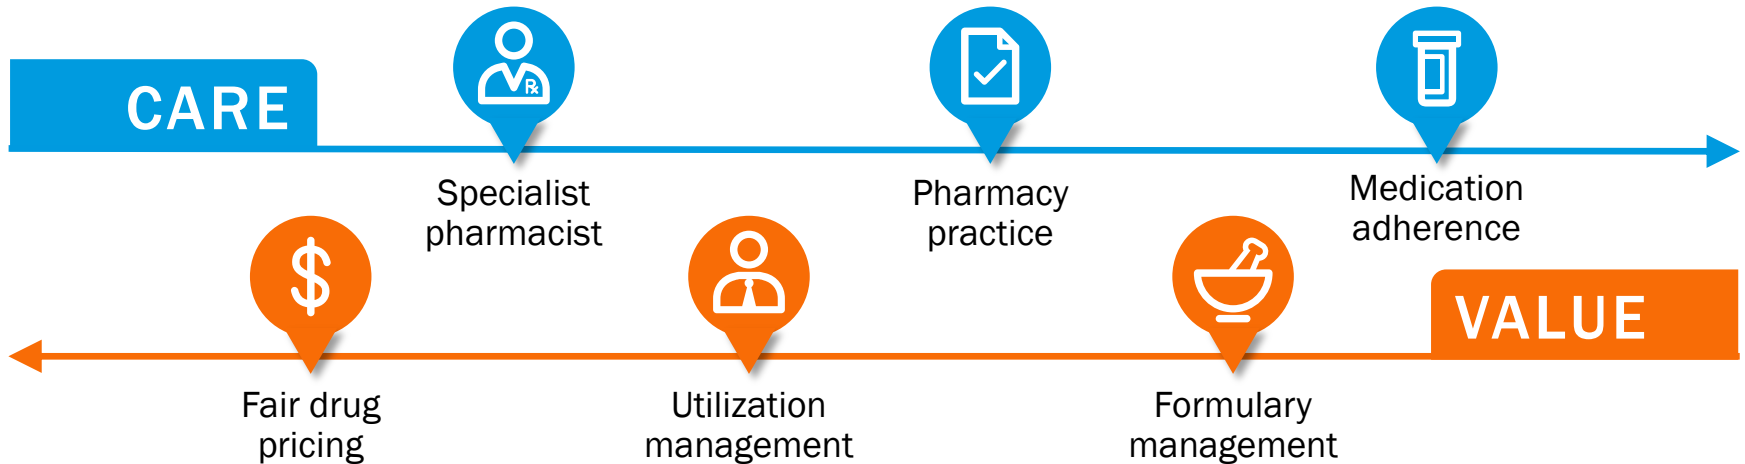 CARE
Specialist
pharmacist
Pharmacy
practice
Medication
adherence
VALUE
Fair drug
pricing
Utilization
management
Formulary
management